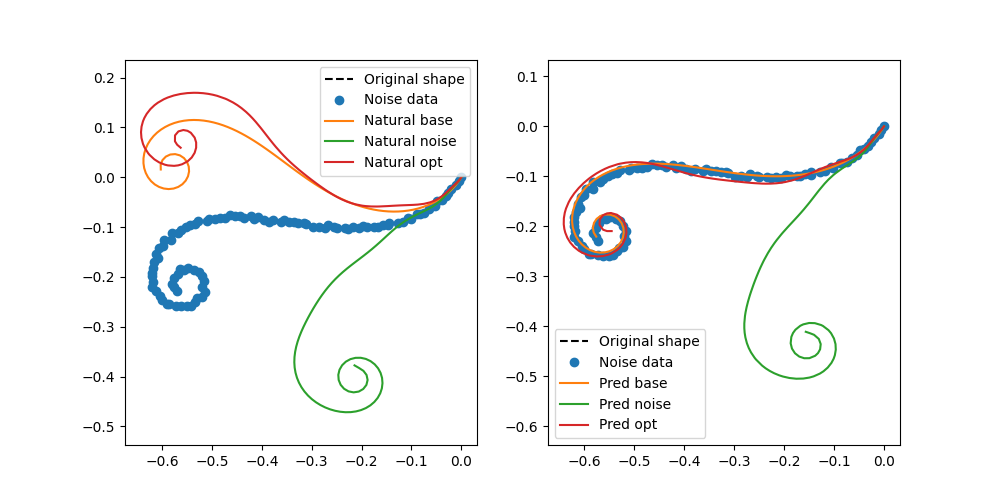 0.2
0.1
0.0
−0.1
−0.2
−0.3
−0.4
−0.5
−0.6 −0.5 −0.4 −0.3 −0.2 −0.1 0.0
Original shape
Noise data
Natural base
Natural noise
Natural opt
0.1
0.0
−0.1
−0.2
−0.3
−0.4
−0.5
−0.6
−0.6 −0.5 −0.4 −0.3 −0.2 −0.1 0.0
Original shape
Noise data
Pred base
Pred noise
Pred opt